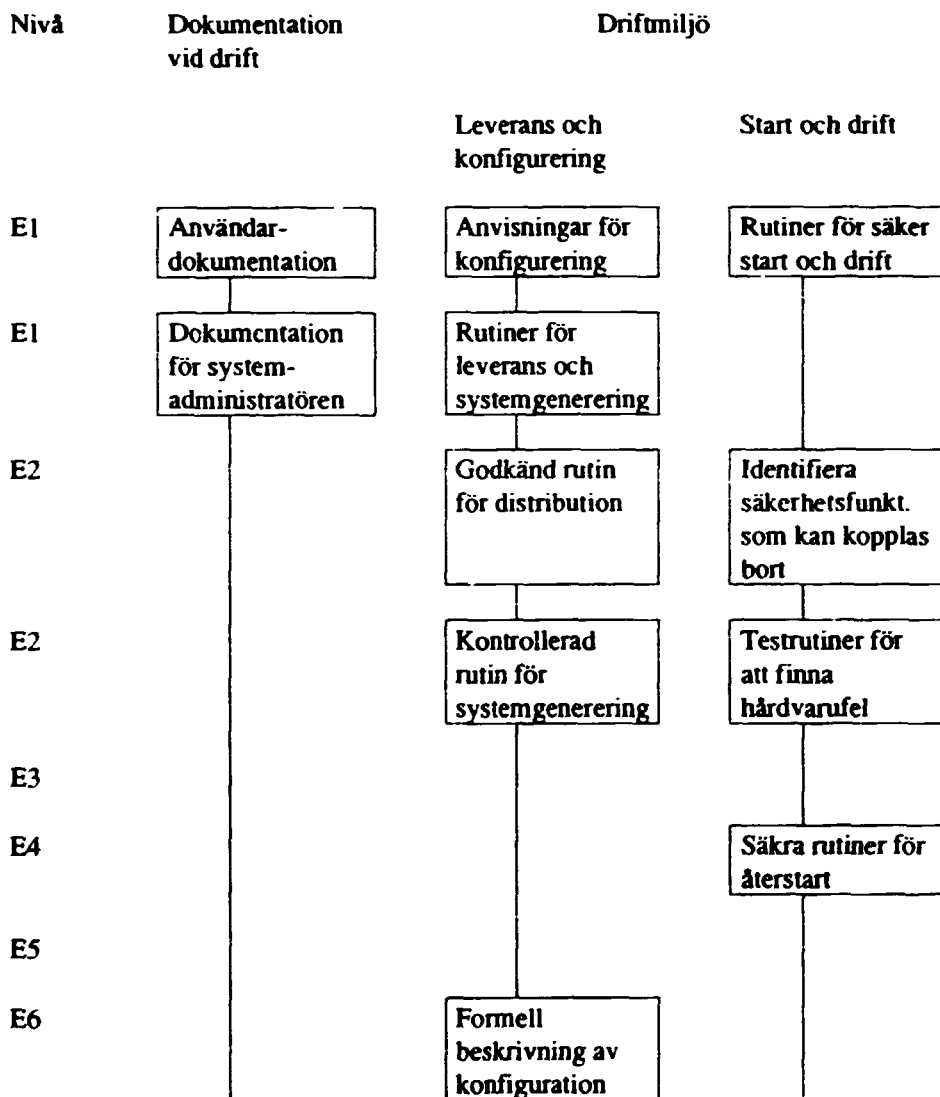 Nivå Dokumentation Driftmiljö
vid drift
Leverans och Start och drift
konfigurering
E1 Användar- Anvisningar för Rutiner för säker
dokumentation konfigurering start och drift
E1 Dokumentation Rutiner för
för system- leverans och
administratören systemgenerering
E2 Godkänd rutin Identifiera
för distribution säkerhetsfunkt.
som kan kopplas
bort
E2 Kontrollerad Testrutiner för
rutin för att finna
systemgenerering hårdvarufel
E3
E4 Säkra rutiner för
återstart
E5
E6 Formell
beskrivning av
konfiguration